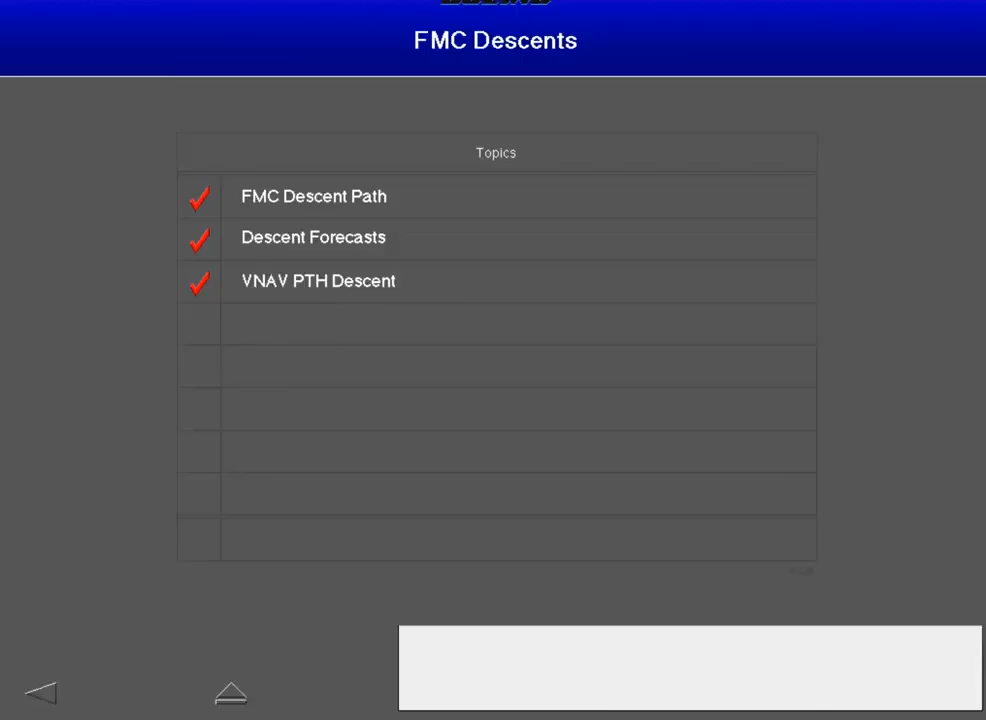 FMC Descents
Topics
FMC Descent Path
Descent Forecasts
VNAV PTH Descent